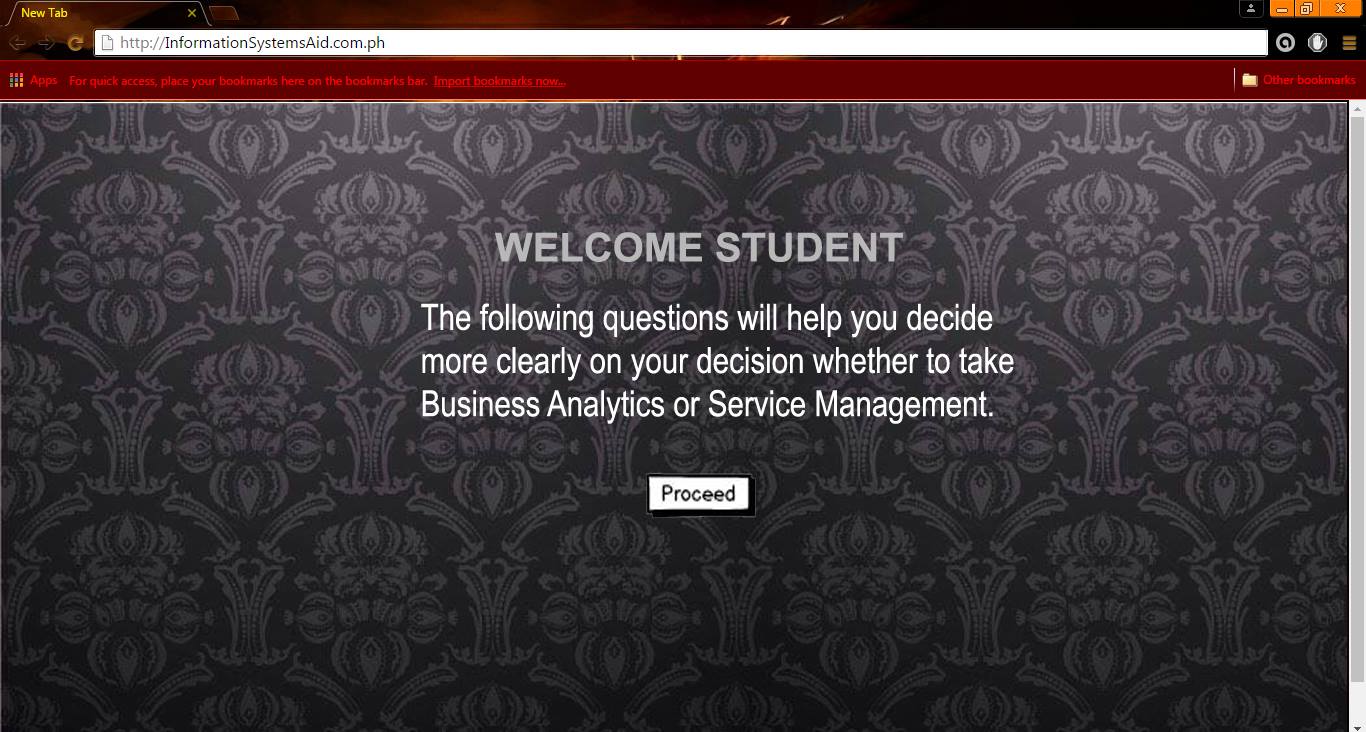 New Tab
http://InformationSystemsAid.com.ph
Apps For quick access, place your bookmarks here on the bookmarks bar. Import bookmarks now... Other bookmarks
WELCOME STUDENT
The following questions will help you decide
more clearly on your decision whether to take
Business Analytics or Service Management.
Proceed